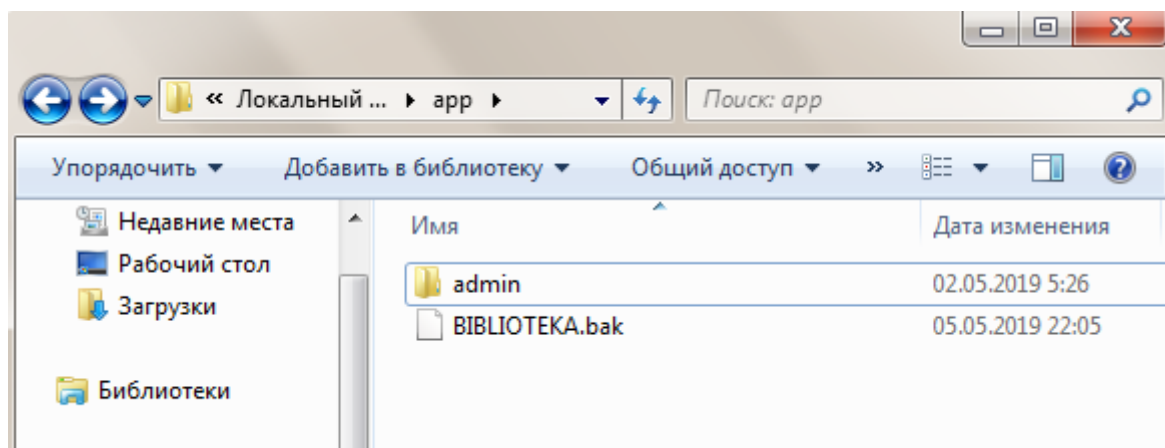 « Локальный ... app
Поиск: app
Упорядочить Добавить в библиотеку Общий доступ »
Недавние места
Рабочий стол
Загрузки
Библиотеки
Имя Дата изменения
admin 02.05.2019 5:26
BIBLIOTEKA.bak 05.05.2019 22:05